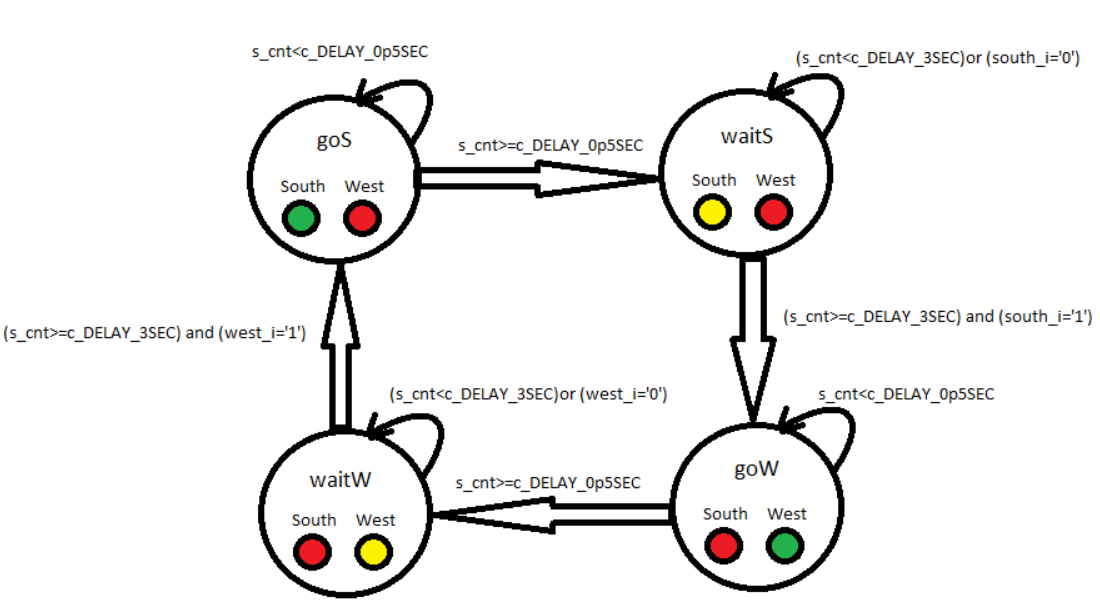 s_cnt<c_DELAY_0p5SEC
(s_cnt<c_DELAY_3SEC)or (south_i='0')
goS
waitS
s_cnt>=c_DELAY_0p5SEC
South West
South West
(s_cnt>=c_DELAY_3SEC) and (west_i='1')
(s_cnt>=c_DELAY_3SEC) and (south_i='1')
(s_cnt<c_DELAY_3SEC)or (west_i='0')
s_cnt<c_DELAY_0p5SEC
waitW
goW
s_cnt>=c_DELAY_0p5SEC
South West
South West